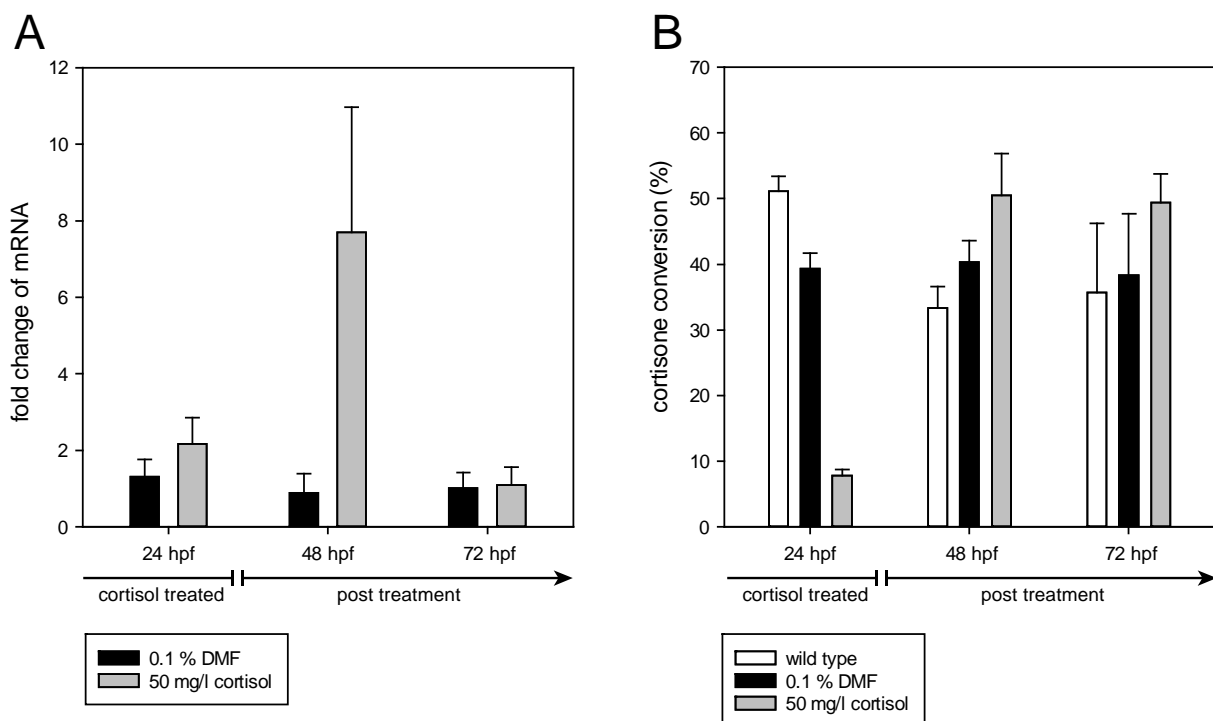 A
fold change of mRNA
12
10
8
6
4
2
0
24 hpf 48 hpf 72 hpf
cortisol treated post treatment
0.1 % DMF
50 mg/l cortisol
B
cortisone conversion (%)
70
60
50
40
30
20
10
0
24 hpf 48 hpf 72 hpf
cortisol treated post treatment
wild type
0.1 % DMF
50 mg/l cortisol